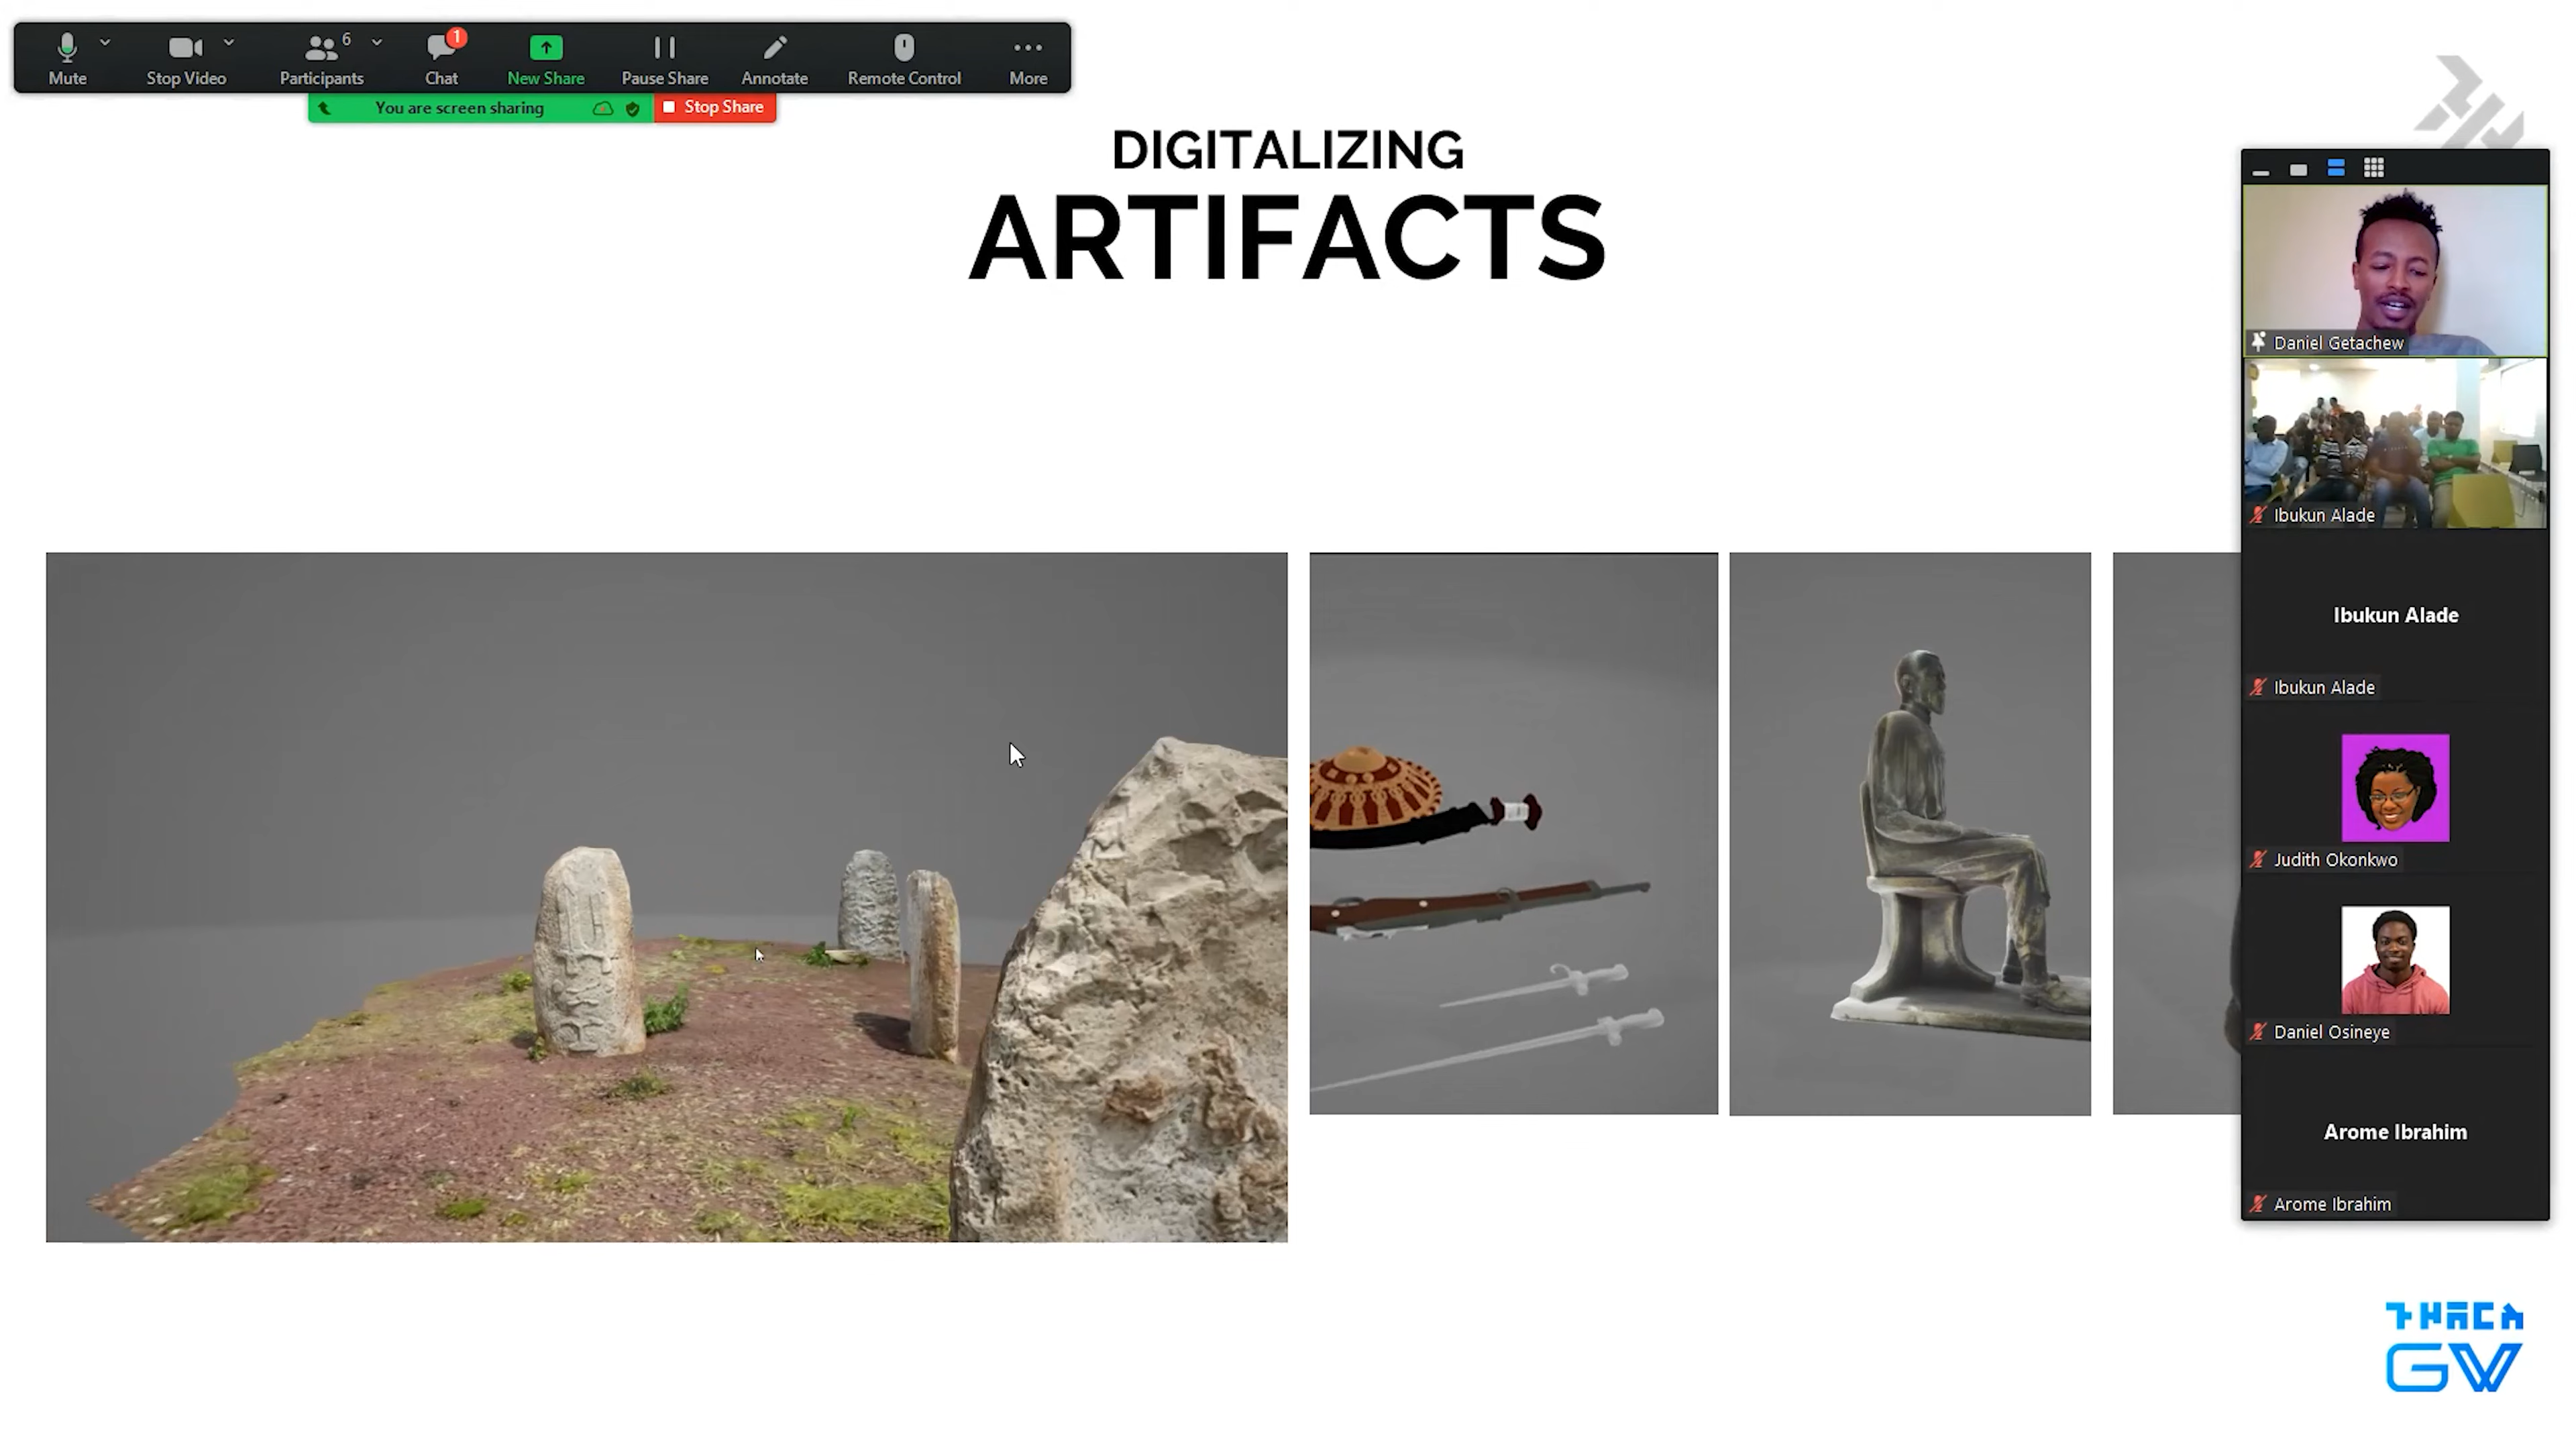 6
1
Mute
Stop Video
Participants
Chat
New Share
Pause Share
Annotate
Remote Control
More
You are screen sharing
Stop Share
DIGITALIZING
ARTIFACTS
Daniel Getachew
Ibukun Alade
Ibukun Alade
Ibukun Alade
Judith Okonkwo
Daniel Osineye
Arome Ibrahim
Arome Ibrahim
GW